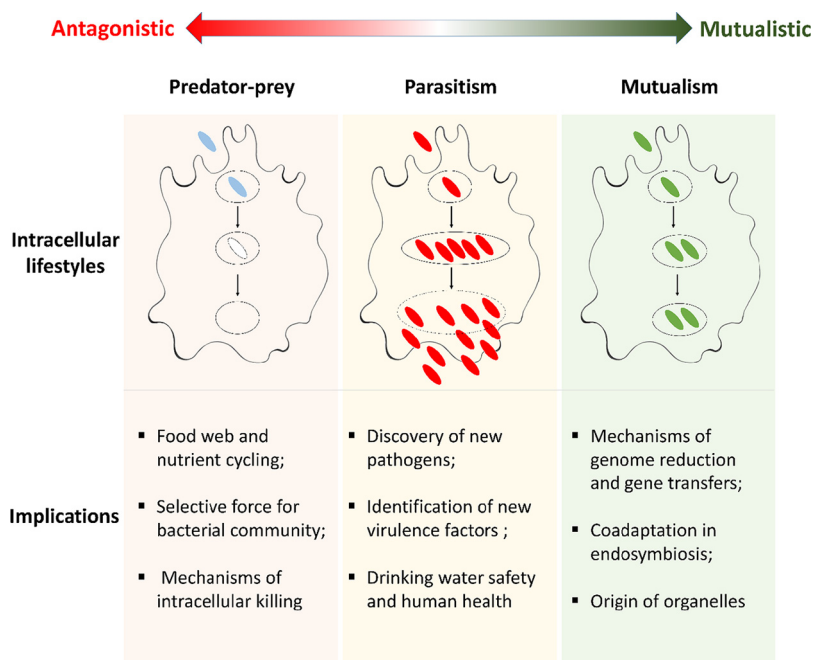 Antagonistic
Mutualistic
Predator-prey
Parasitism
Mutualism
Intracellular
lifestyles
Implications
▪ Food web and
nutrient cycling;
▪ Selective force for
bacterial community;
▪ Mechanisms of
intracellular killing
▪ Discovery of new
pathogens;
▪ Identification of new
virulence factors ;
▪ Drinking water safety
and human health
▪ Mechanisms of
genome reduction
and gene transfers;
▪ Coadaptation in
endosymbiosis;
▪ Origin of organelles